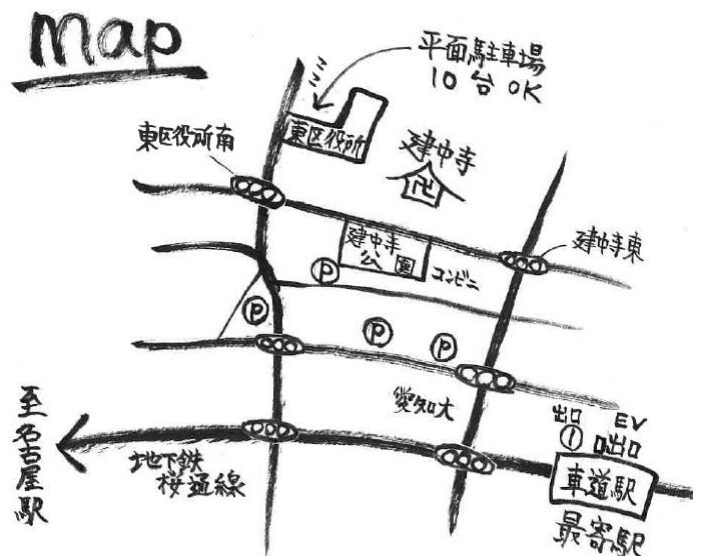 map
平面駐車場
10台OK
東区役所南
東区役所
建中寺
卍
建中寺
公園
建中寺東
コンビニ
P
P
P
P
愛知大
至名古屋駅
地下鉄
桜通線
出口
1
EV
出口
車道駅
最寄駅